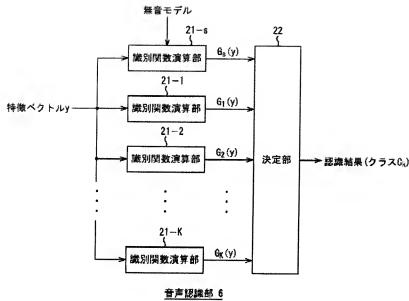 無音モデル
21-s
22
識別関数演算部
Gs(y)
21-1
特徴ベクトルy
識別関数演算部
G1(y)
21-2
識別関数演算部
G2(y)
決定部
認識結果(クラスCk)
21-K
識別関数演算部
GK(y)
音声認識部 6